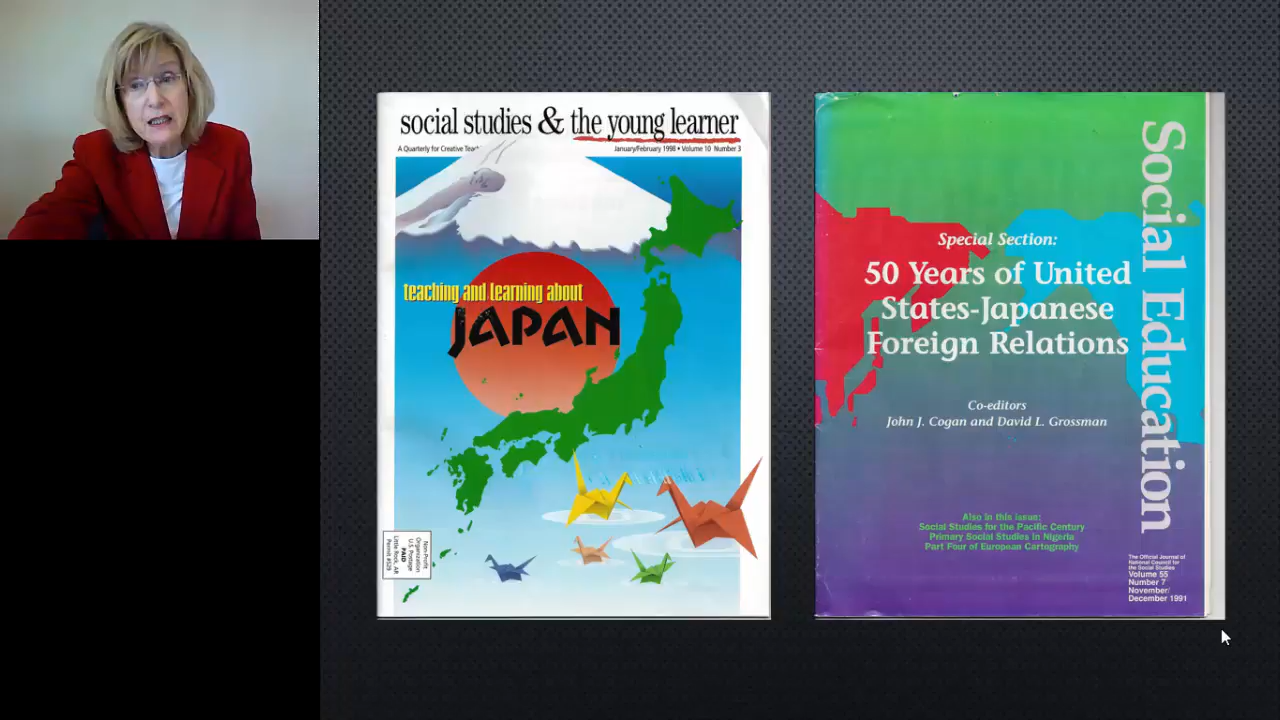 social studies & the young learner
A Quarterly for Creative
January/February 1998 • Volume 10 Number 3
teaching and learning about
JAPAN
Non-Profit
Organization
U.S. Postage
PAID
Little Rock, AR
Permit #529
Social Education
Special Section:
50 Years of United
States-Japanese
Foreign Relations
Co-editors
John J. Cogan and David L. Grossman
Also in this issue:
Social Studies for the Pacific Century
Primary Social Studies in Nigeria
Part Four of European Cartography
The Official Journal of
National Council for
the Social Studies
Volume 55
Number 7
November/
December 1991